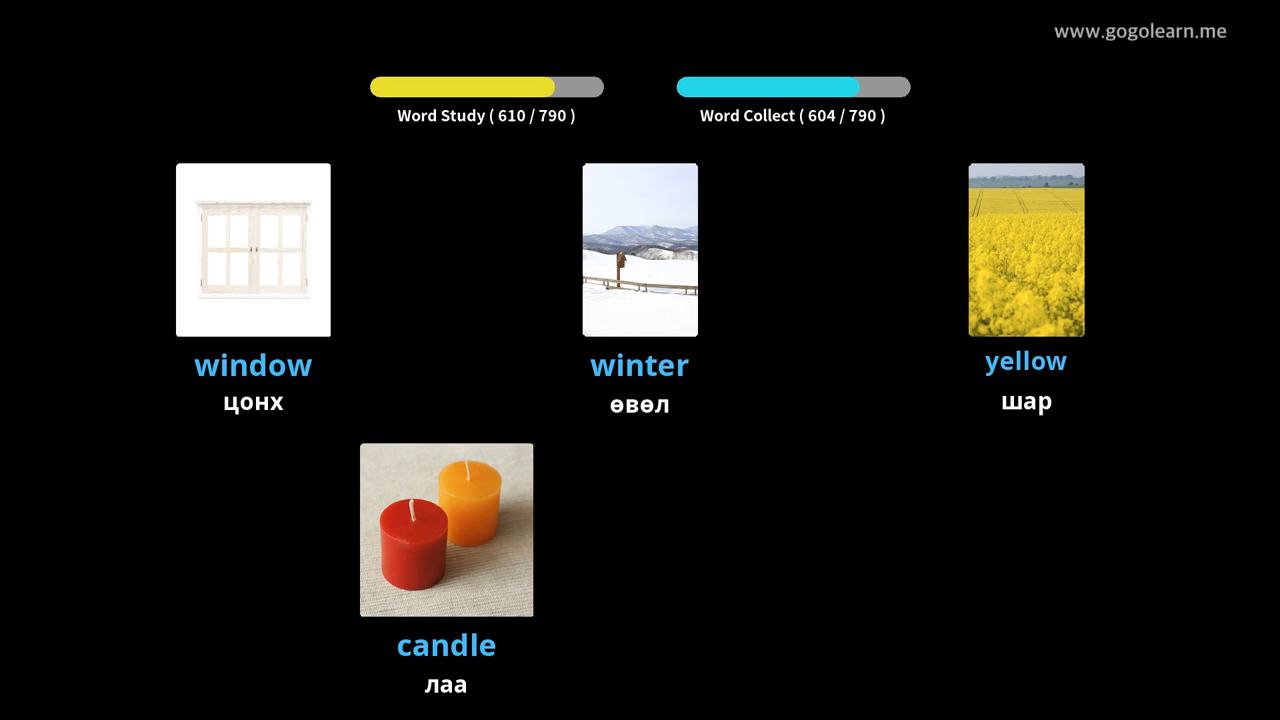 www.gogolearn.me
Word Study ( 610 / 790 )
Word Collect ( 604 / 790 )
window
цонх
winter
өвөл
yellow
шар
candle
лаа